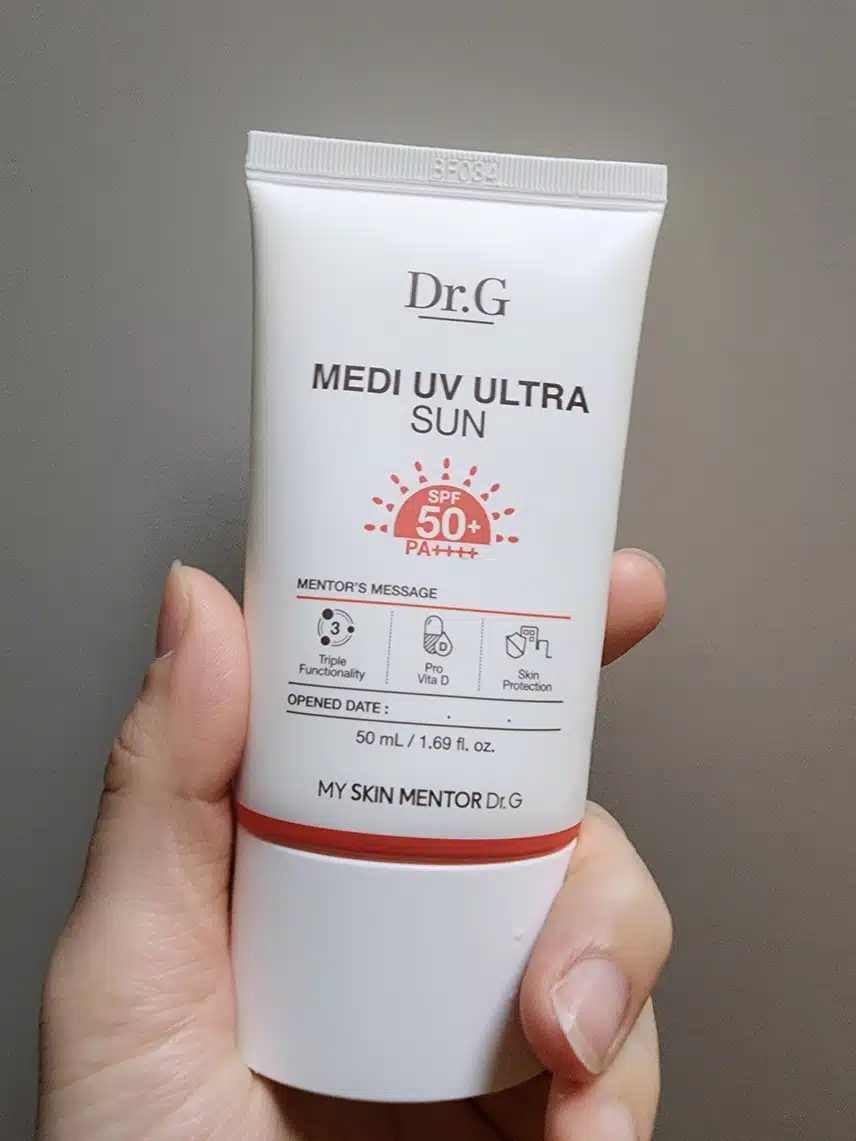 BF034
Dr.G
MEDI UV ULTRA
SUN
SPF
50+
PA++++
MENTOR'S MESSAGE
3
Triple
Functionality
D
Pro
Vita D
Skin
Protection
OPENED DATE : . .
50 mL / 1.69 fl. oz.
MY SKIN MENTOR Dr.G